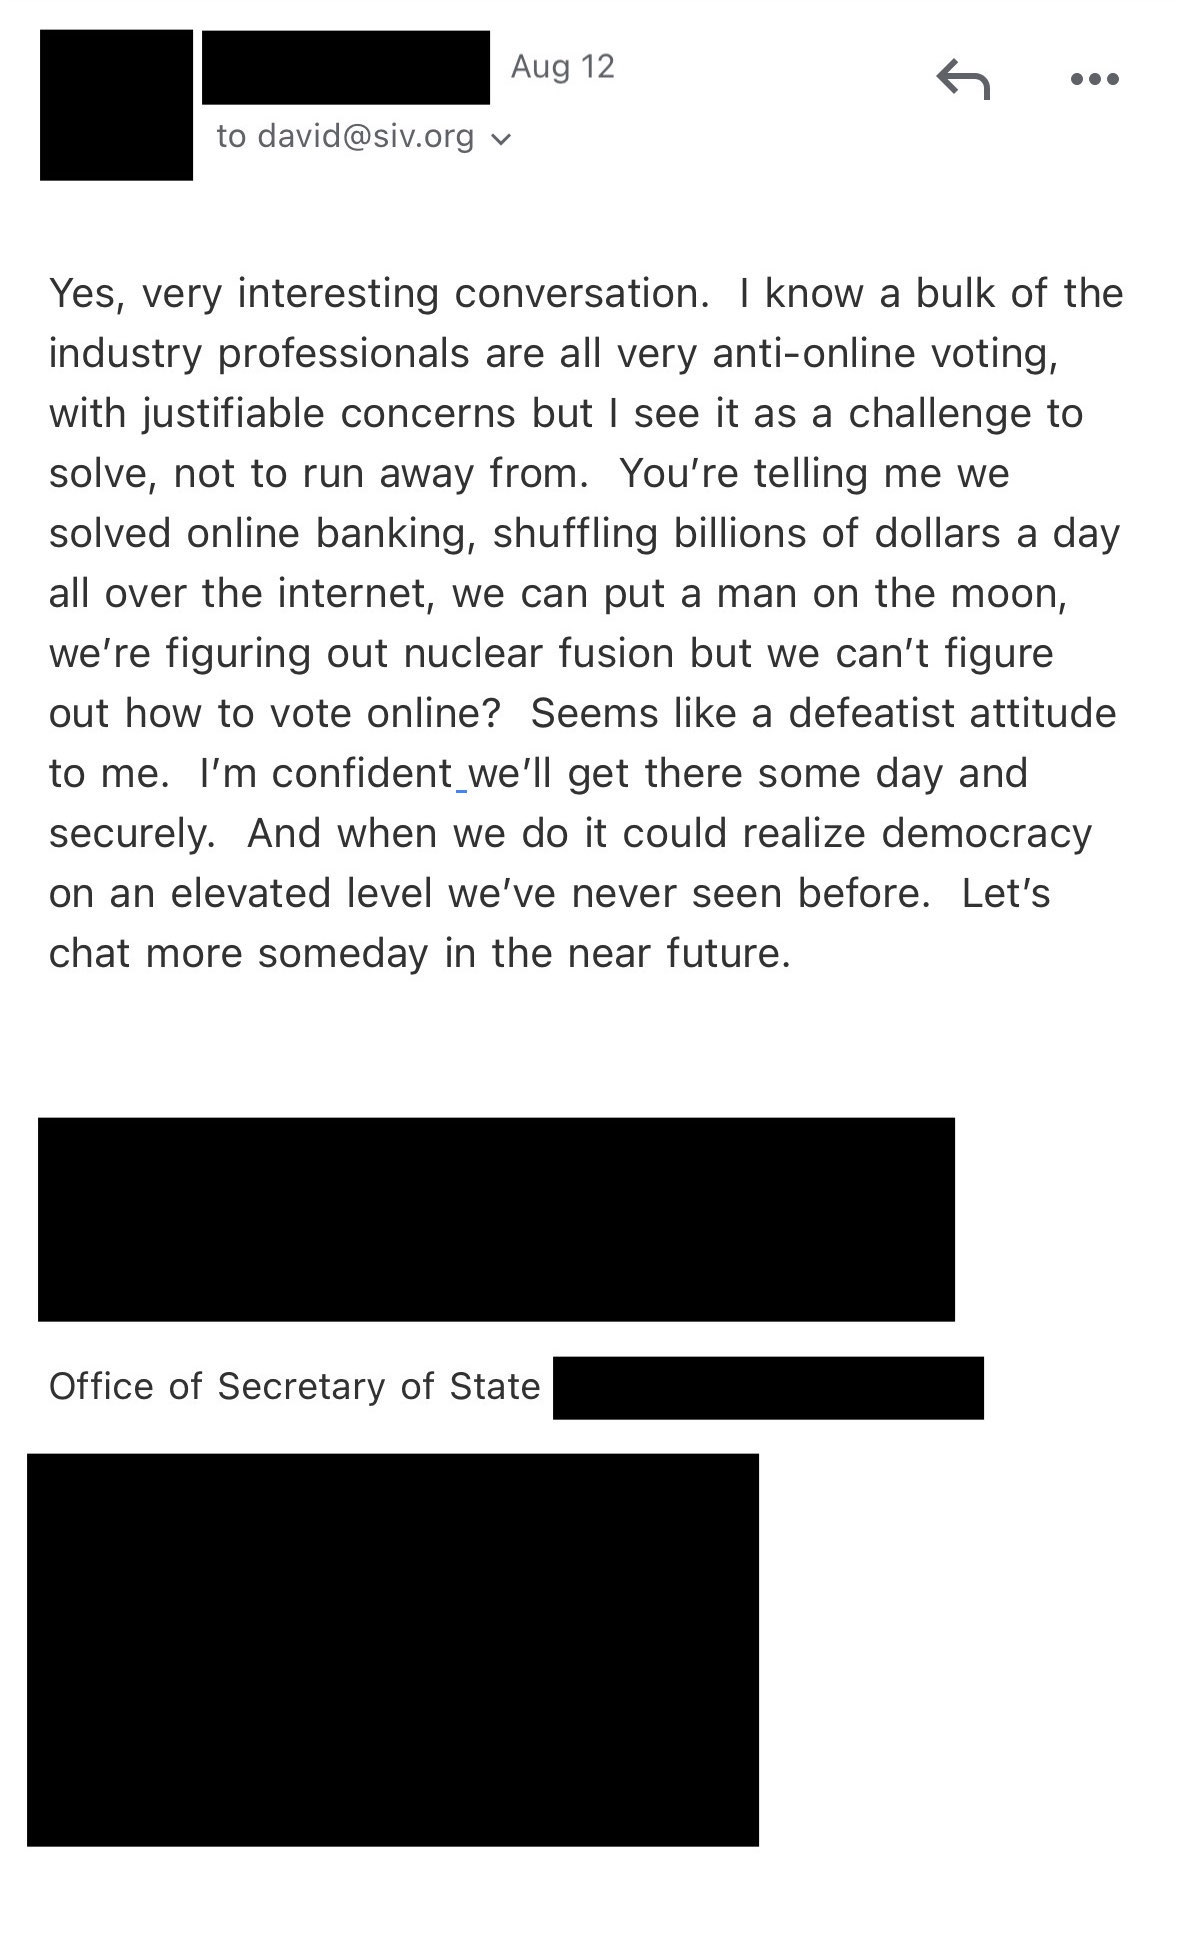 Aug 12
to david@siv.org
Yes, very interesting conversation.  I know a bulk of the
industry professionals are all very anti-online voting,
with justifiable concerns but I see it as a challenge to
solve, not to run away from.  You’re telling me we
solved online banking, shuffling billions of dollars a day
all over the internet, we can put a man on the moon,
we’re figuring out nuclear fusion but we can’t figure
out how to vote online?  Seems like a defeatist attitude
to me.  I’m confident we’ll get there some day and
securely.  And when we do it could realize democracy
on an elevated level we’ve never seen before.  Let’s
chat more someday in the near future.
Office of Secretary of State